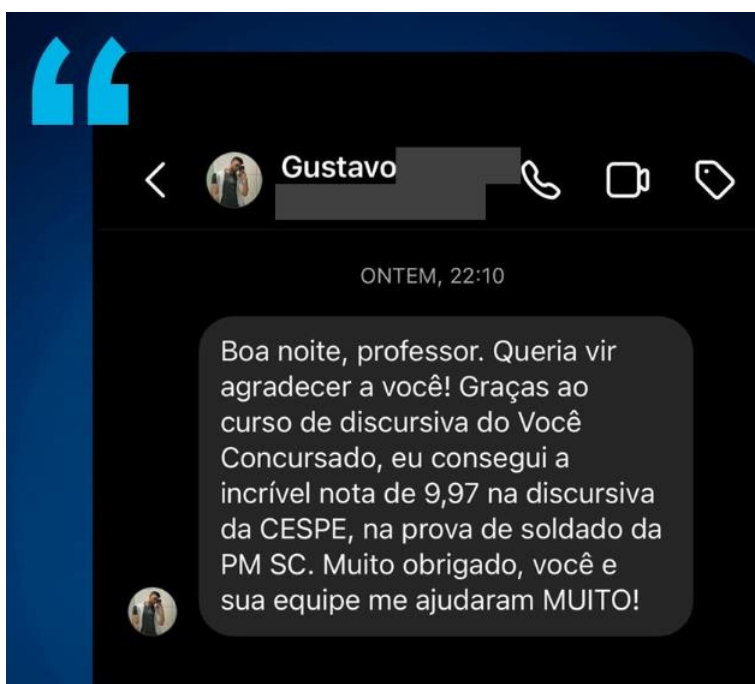 Gustavo
ONTEM, 22:10
Boa noite, professor. Queria vir
agradecer a você! Graças ao
curso de discursiva do Você
Concursado, eu consegui a
incrível nota de 9,97 na discursiva
da CESPE, na prova de soldado da
PM SC. Muito obrigado, você e
sua equipe me ajudaram MUITO!